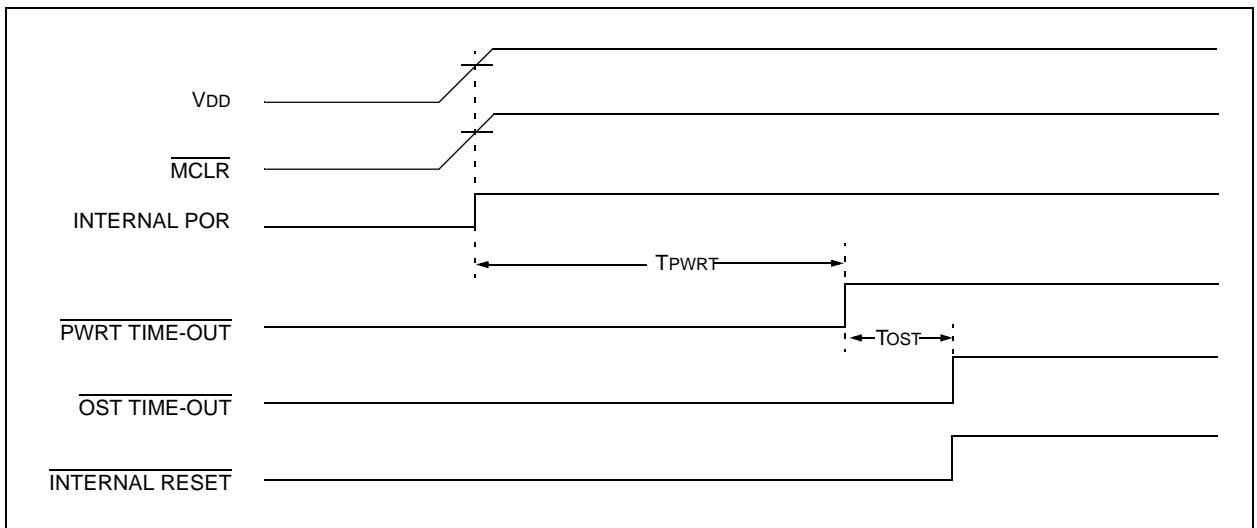 VDD
MCLR
INTERNAL POR
TPWRT
PWRT TIME-OUT
TOST
OST TIME-OUT
INTERNAL RESET